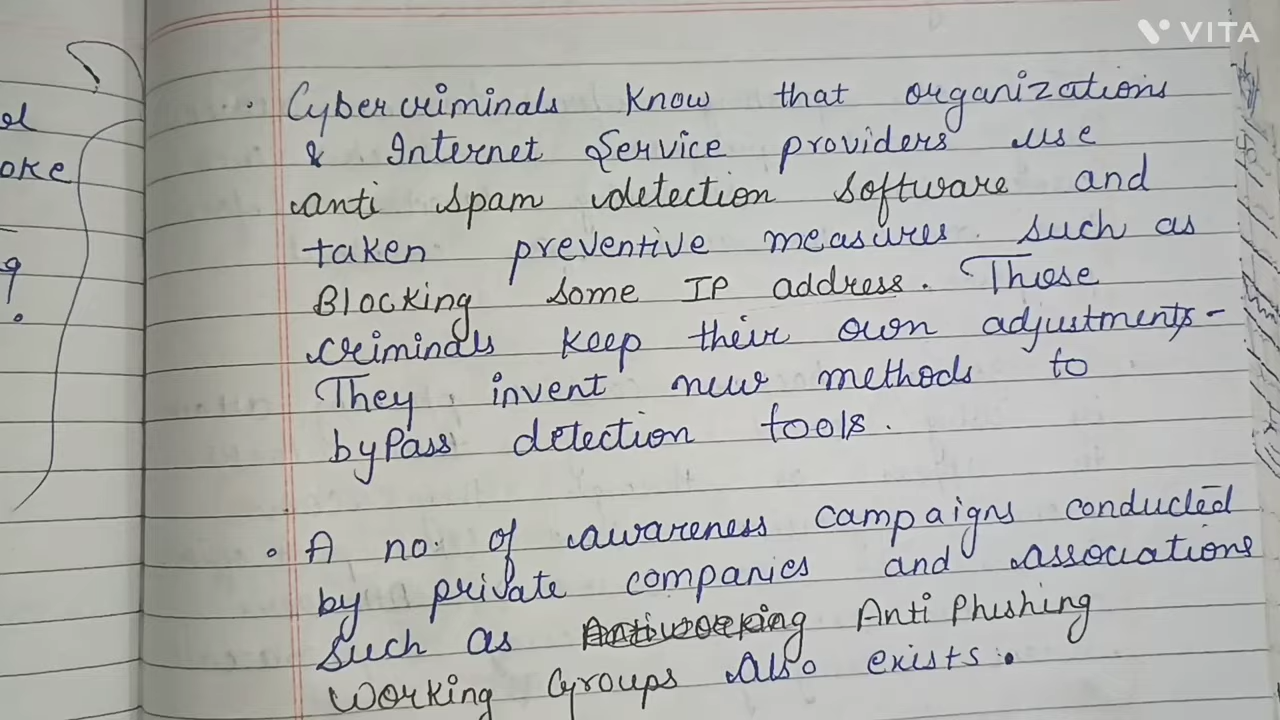 VITA
el
oke
g
• Cybercriminals know that organizations
& Internet Service providers use
anti spam detection software and
taken preventive measures such as
Blocking some IP address. These
criminals keep their own adjustments-
They invent new methods to
byPass detection tools.
• A no. of awareness campaigns conducted
by private companies and associations
such as Antiworking Anti Phishing
working Groups also exists.